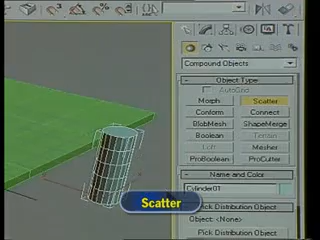 Compound Objects
Object Type
AutoGrid
Morph Scatter
Conform Connect
BlobMesh ShapeMerge
Boolean Terrain
Loft Mesher
ProBoolean ProCutter
Name and Color
Cylinder01
Pick Distribution Object
Object: <None>
Pick Distribution Object
Scatter